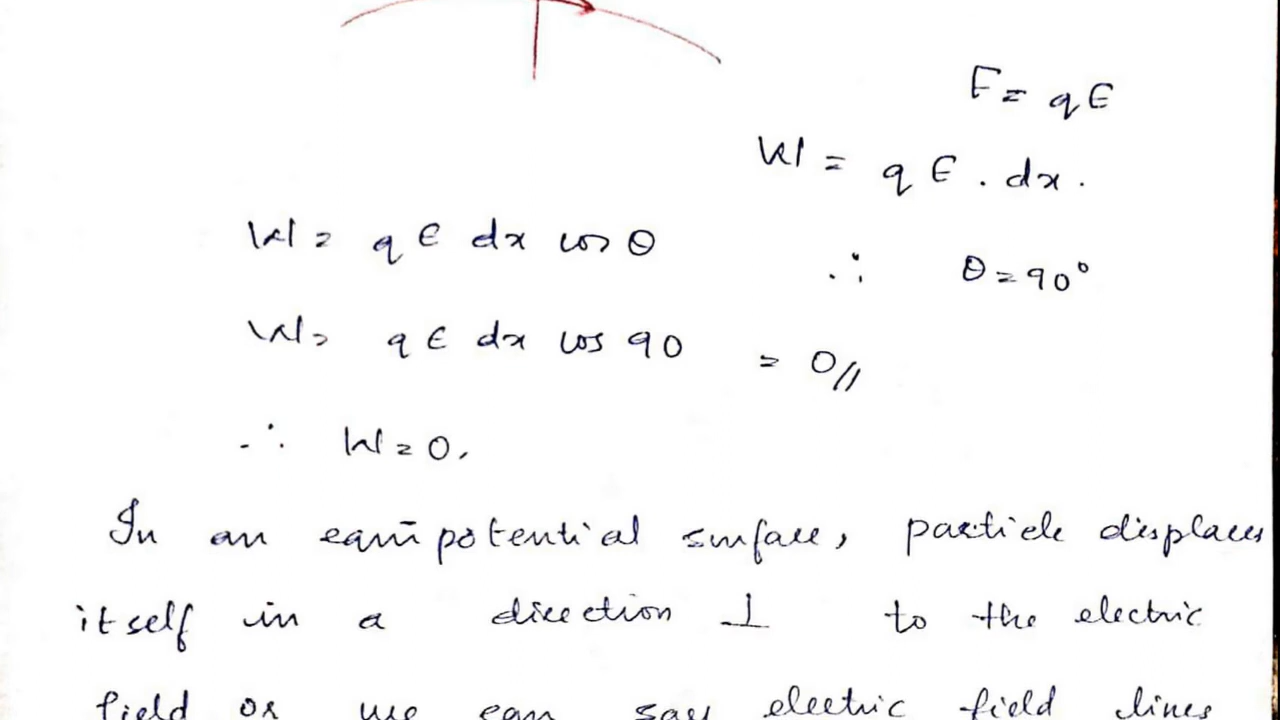 F = qE
W = qE . dx.
W = qE dx cos θ
∴ θ = 90°
W = qE dx cos 90 = 0//
∴ W = 0.
In an equipotential surface, particle displaces
itself in a direction ⊥ to the electric
field or we can say electric field lines